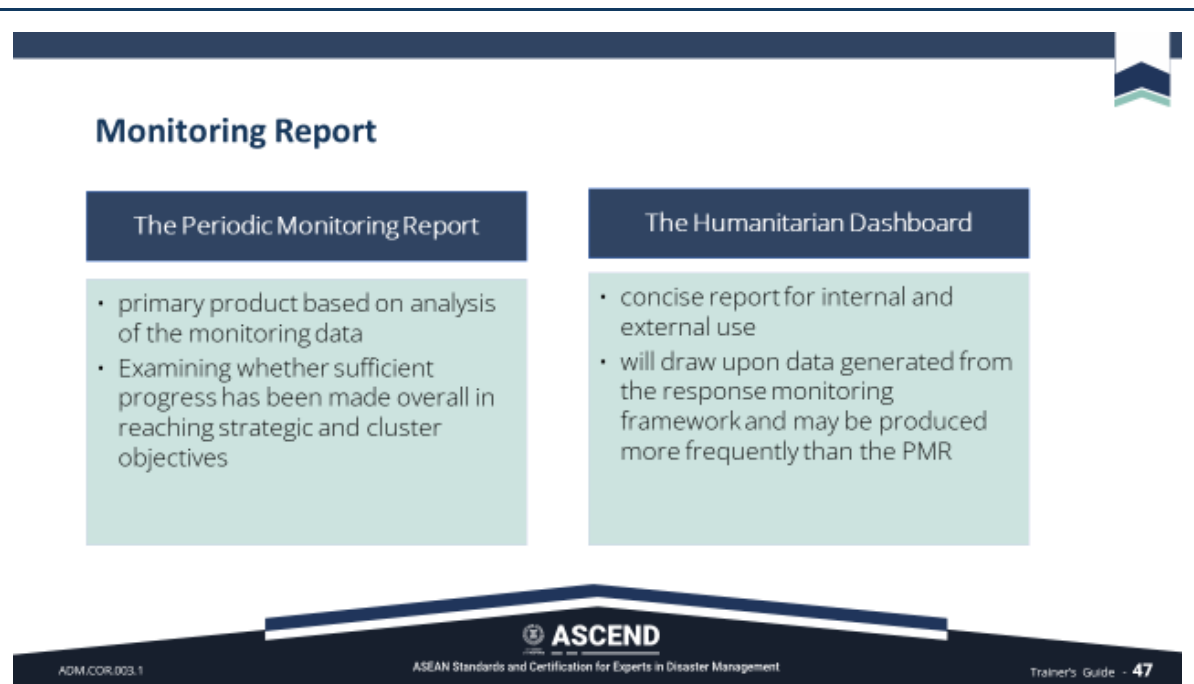 Monitoring Report
The Periodic Monitoring Report
• primary product based on analysis
of the monitoring data
• Examining whether sufficient
progress has been made overall in
reaching strategic and cluster
objectives
The Humanitarian Dashboard
• concise report for internal and
external use
• will draw upon data generated from
the response monitoring
framework and may be produced
more frequently than the PMR
ASCEND
ADM.COR.003.1
ASEAN Standards and Certification for Experts in Disaster Management
Trainer's Guide - 47